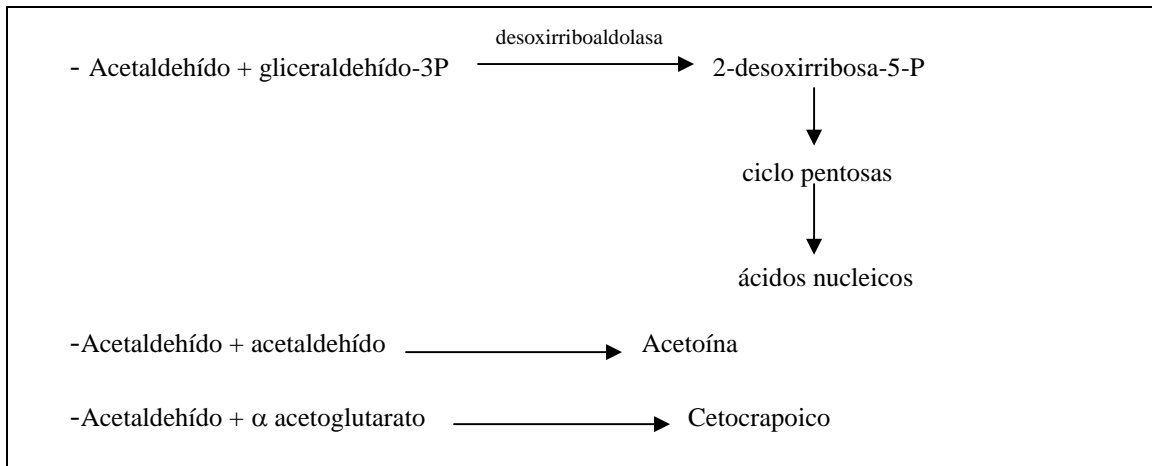 desoxirriboaldolasa
- Acetaldehído + gliceraldehído-3P 2-desoxirribosa-5-P
ciclo pentosas
ácidos nucleicos
-Acetaldehído + acetaldehído Acetoína
-Acetaldehído + α acetoglutarato Cetocrapoico